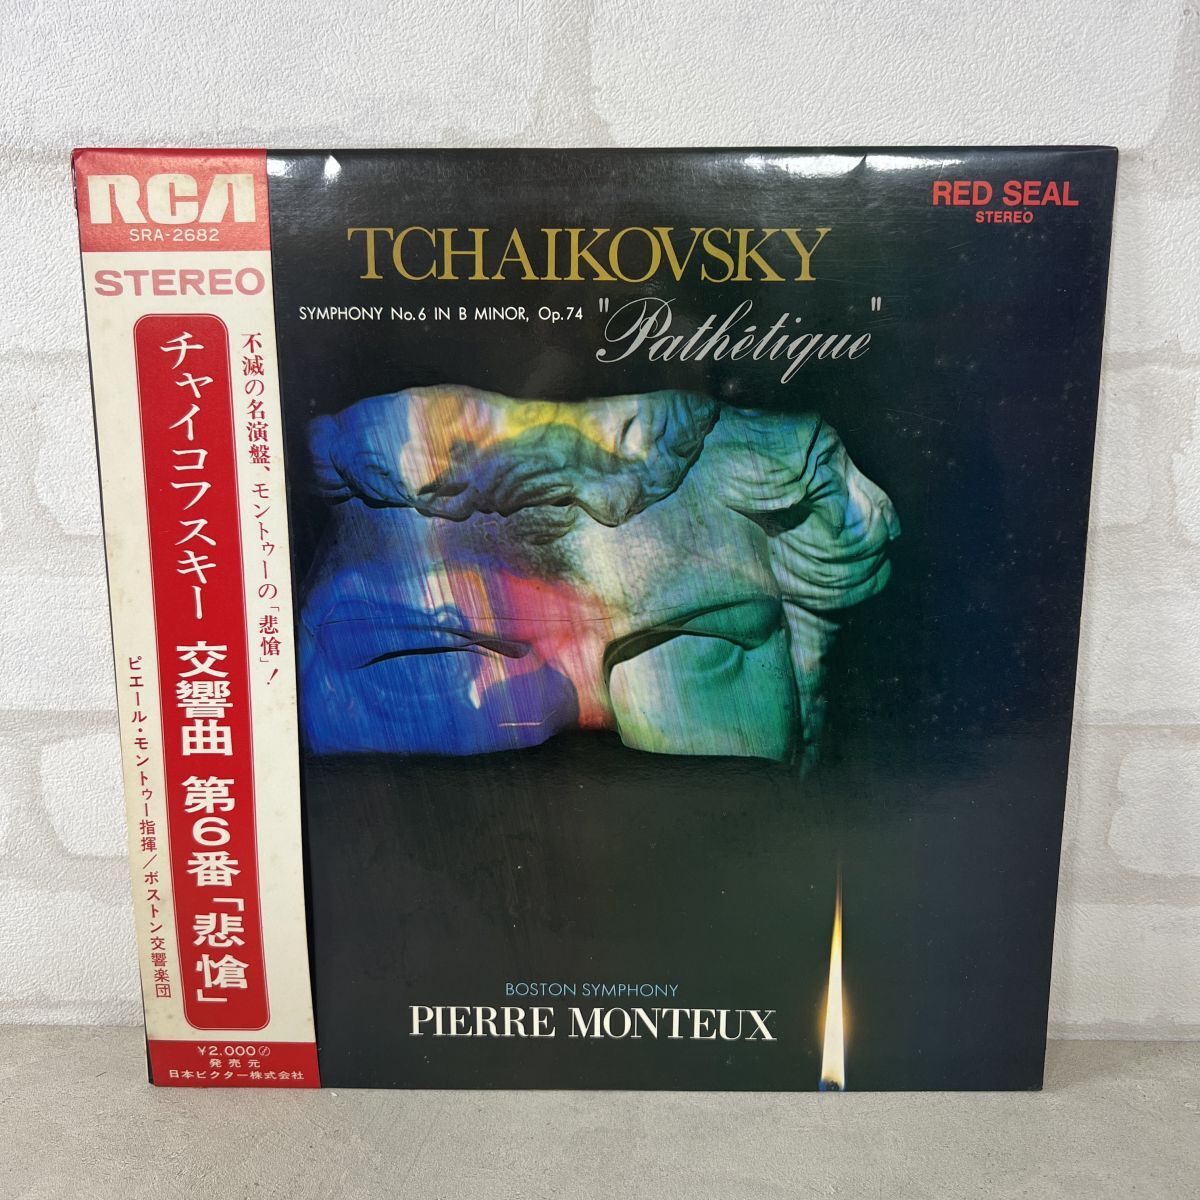 RCA
SRA-2682
STEREO
不滅の名演盤、モントゥーの「悲愴」!
チャイコフスキー 交響曲 第6番「悲愴」
ピエール・モントゥー指揮/ボストン交響楽団
¥2,000
発売元
日本ビクター株式会社
RED SEAL
STEREO
TCHAIKOVSKY
SYMPHONY No.6 IN B MINOR, Op.74 "Pathétique"
BOSTON SYMPHONY
PIERRE MONTEUX